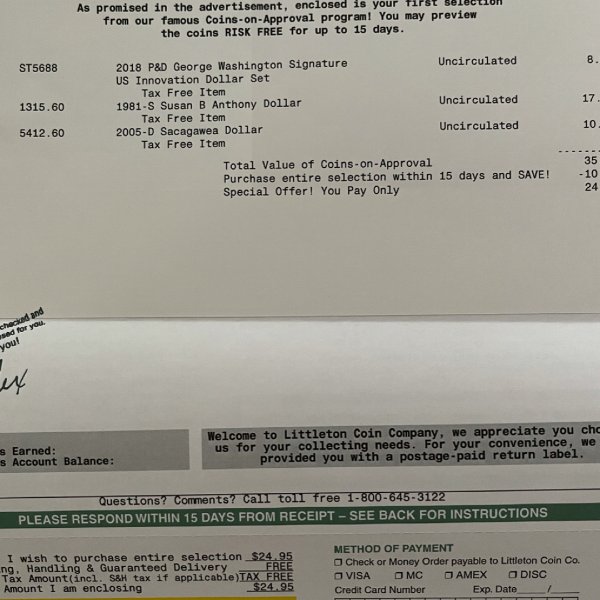 As promised in the advertisement, enclosed is your first selection
from our famous Coins-on-Approval program! You may preview
the coins RISK FREE for up to 15 days.
ST5688 2018 P&D George Washington Signature Uncirculated 8.
US Innovation Dollar Set
Tax Free Item
1315.60 1981-S Susan B Anthony Dollar Uncirculated 17.
Tax Free Item
5412.60 2005-D Sacagawea Dollar Uncirculated 10.
Tax Free Item
Total Value of Coins-on-Approval 35
Purchase entire selection within 15 days and SAVE! -10
Special Offer! You Pay Only 24
checked and
sed for you.
you!
s Earned:
s Account Balance:
Welcome to Littleton Coin Company, we appreciate you cho
us for your collecting needs. For your convenience, we
provided you with a postage-paid return label.
Questions? Comments? Call toll free 1-800-645-3122
PLEASE RESPOND WITHIN 15 DAYS FROM RECEIPT – SEE BACK FOR INSTRUCTIONS
I wish to purchase entire selection $24.95
ng, Handling & Guaranteed Delivery FREE
Tax Amount(incl. S&H tax if applicable) TAX FREE
Amount I am enclosing $24.95
METHOD OF PAYMENT
Check or Money Order payable to Littleton Coin Co.
VISA MC AMEX DISC
Credit Card Number Exp. Date ___/___